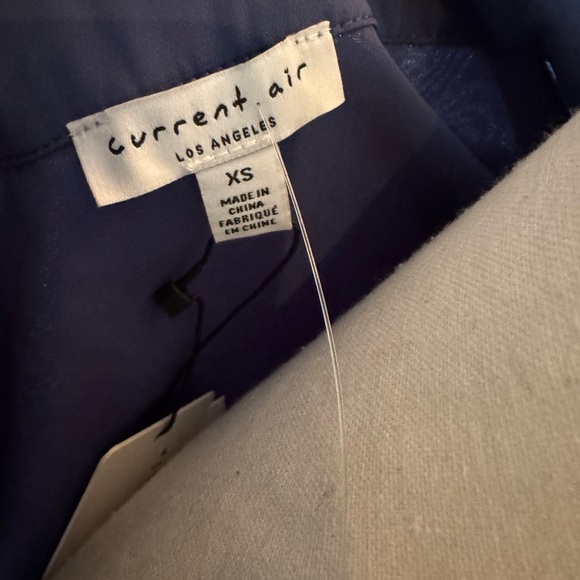 current air
LOS ANGELES
XS
MADE IN
CHINA
FABRIQUÉ
EN CHINE